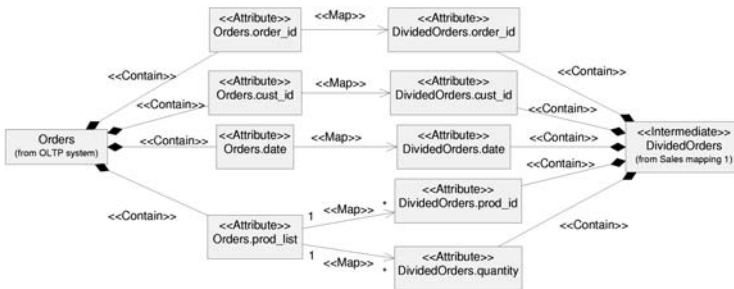 <<Attribute>>
Orders.order_id
<<Map>>
<<Attribute>>
DividedOrders.order_id
<<Contain>>
<<Contain>>
<<Attribute>>
Orders.cust_id
<<Map>>
<<Attribute>>
DividedOrders.cust_id
<<Contain>>
<<Contain>>
Orders
(from OLTP system)
<<Contain>>
<<Attribute>>
Orders.date
<<Map>>
<<Attribute>>
DividedOrders.date
<<Contain>>
<<Intermediate>>
DividedOrders
(from Sales mapping 1)
<<Contain>>
<<Contain>>
<<Attribute>>
Orders.prod_list
1
<<Map>>
*
<<Attribute>>
DividedOrders.prod_id
1
<<Map>>
*
<<Attribute>>
DividedOrders.quantity
<<Contain>>